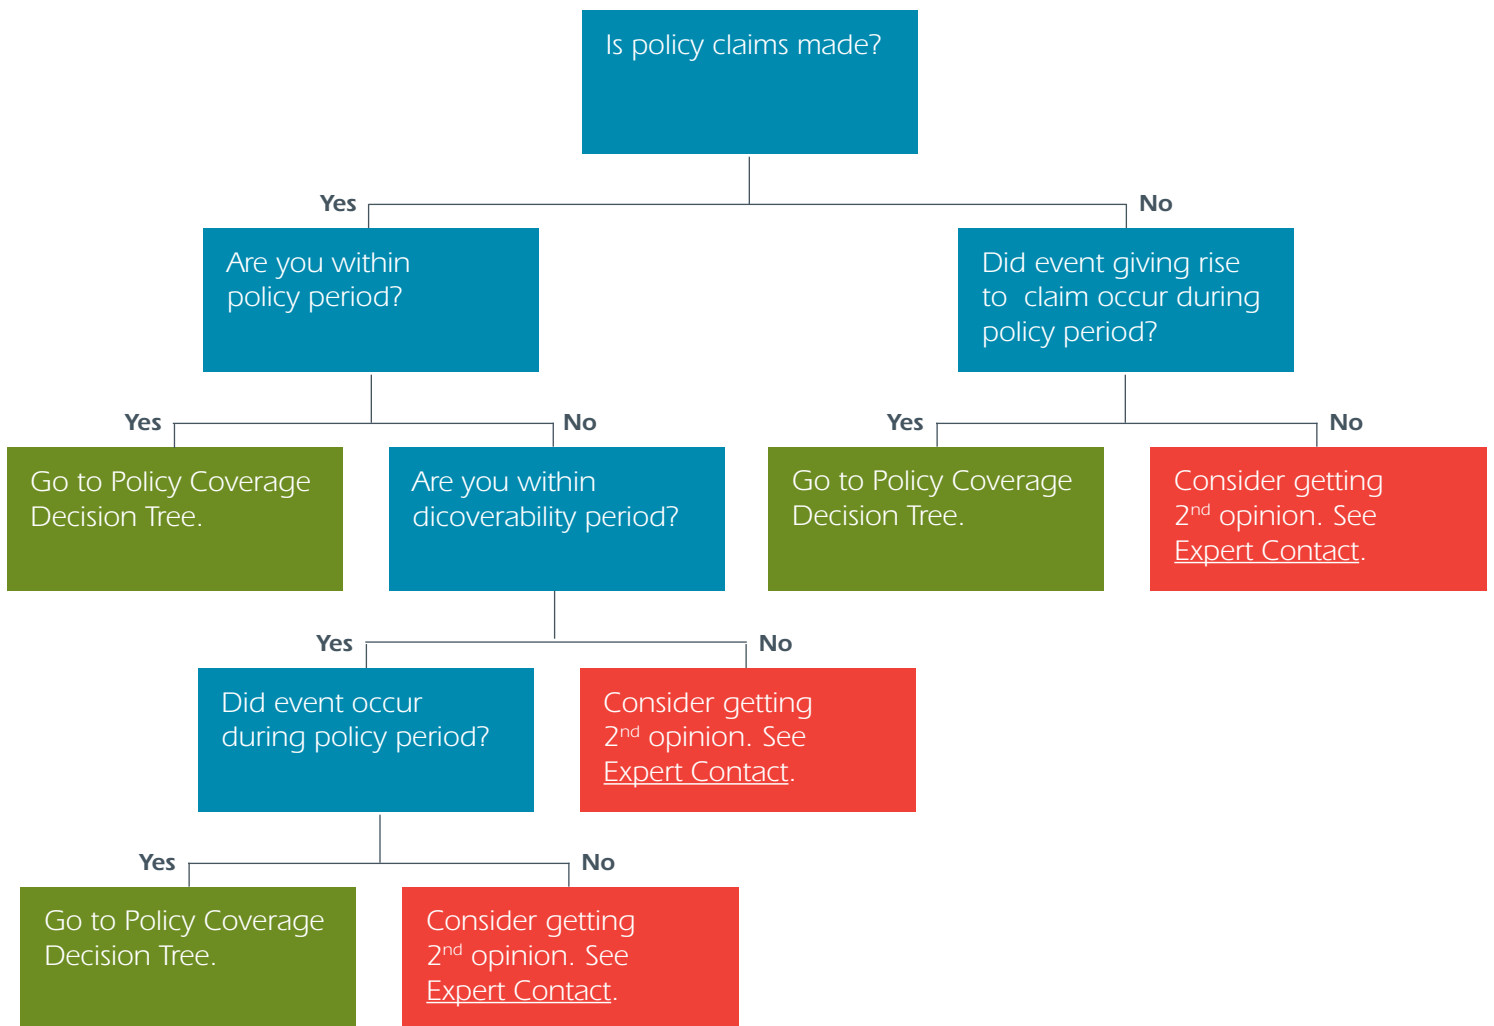 Is policy claims made?
Yes
No
Are you within
policy period?
Did event giving rise
to claim occur during
policy period?
Yes
No
Yes
No
Go to Policy Coverage
Decision Tree.
Are you within
dicoverability period?
Go to Policy Coverage
Decision Tree.
Consider getting
2nd opinion. See
Expert Contact.
Yes
No
Did event occur
during policy period?
Consider getting
2nd opinion. See
Expert Contact.
Yes
No
Go to Policy Coverage
Decision Tree.
Consider getting
2nd opinion. See
Expert Contact.